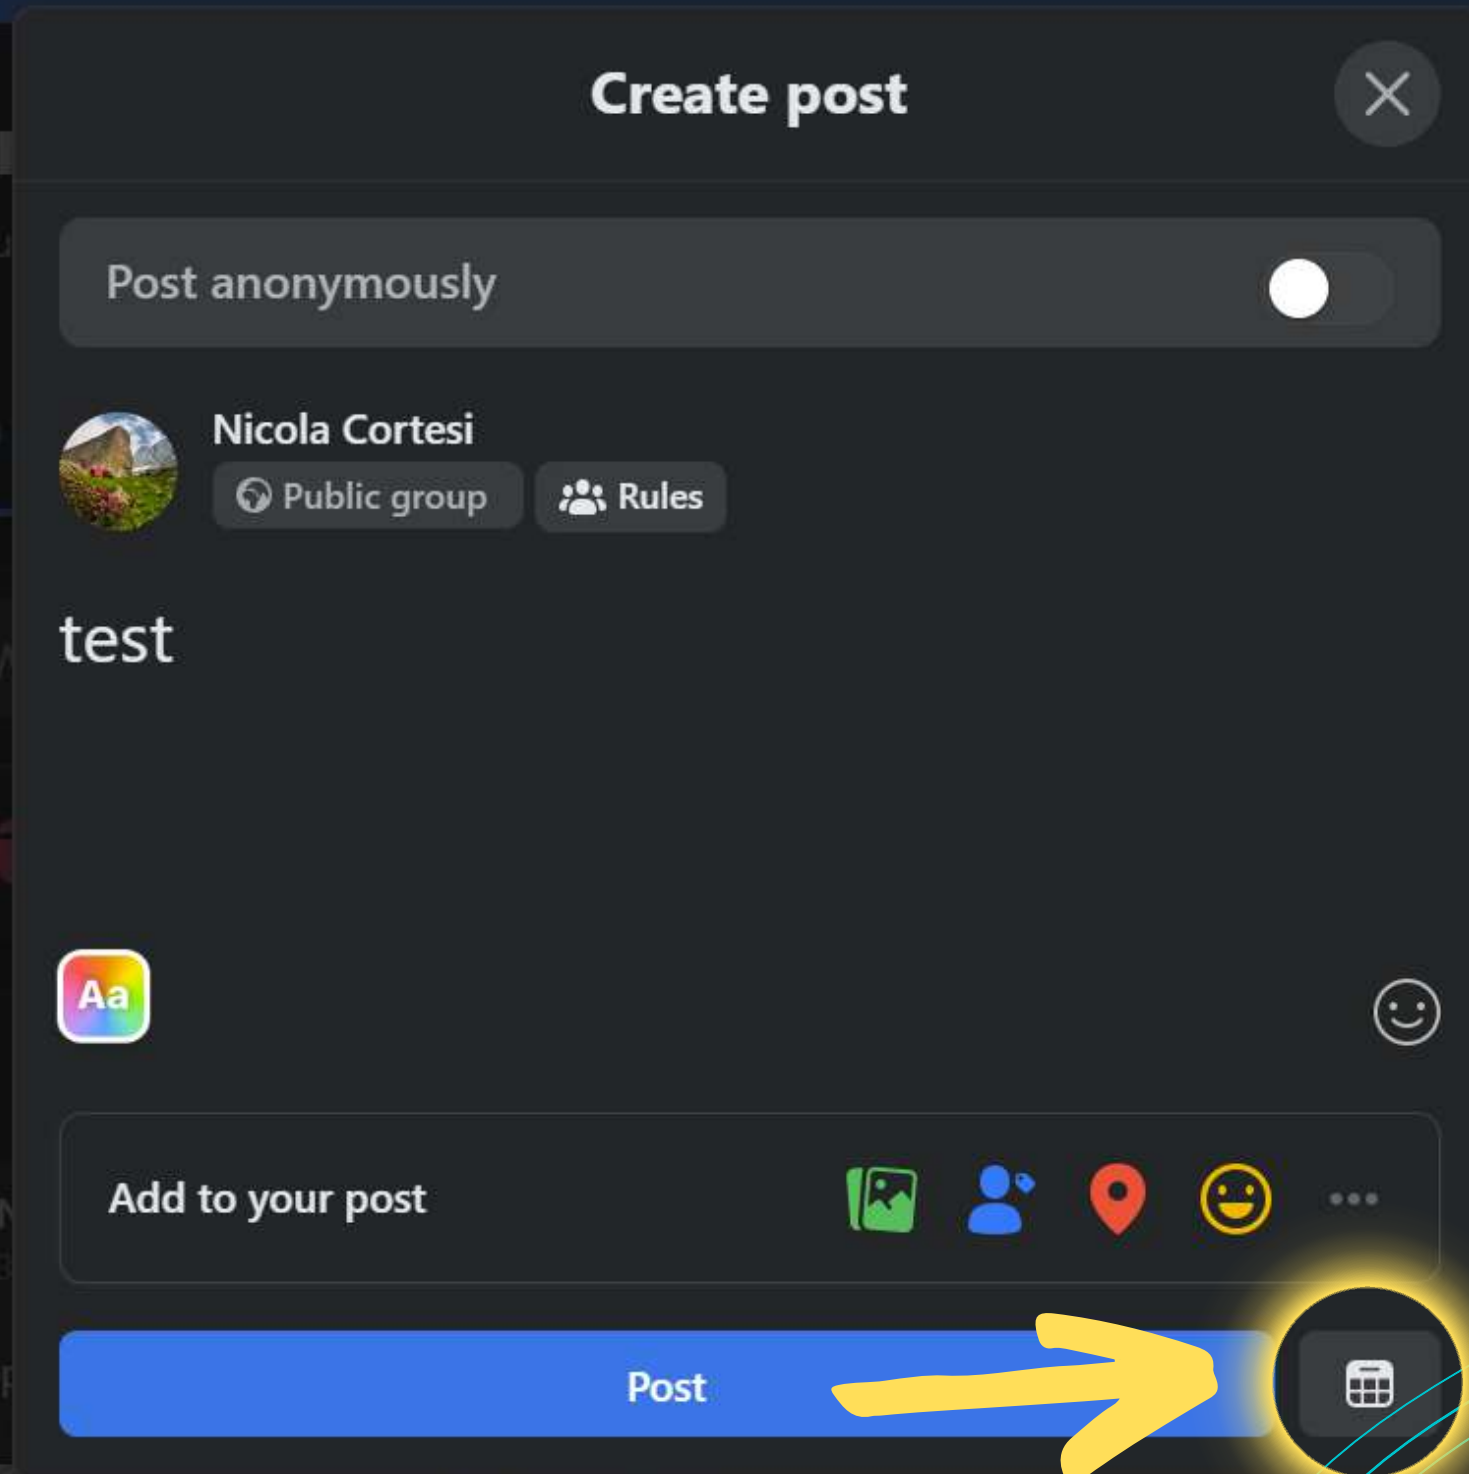 Create post
Post anonymously
Nicola Cortesi
Public group
Rules
test
Aa
Add to your post
Post